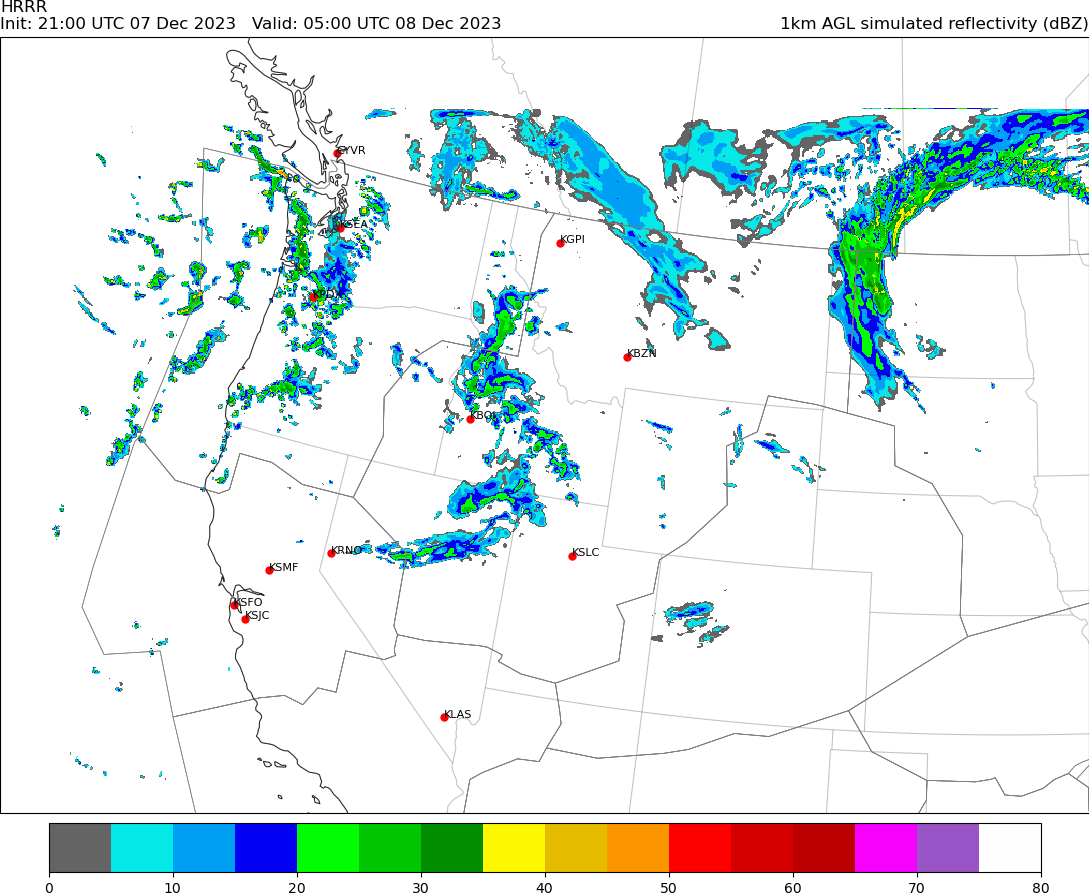 HRRR
Init: 21:00 UTC 07 Dec 2023   Valid: 05:00 UTC 08 Dec 2023   1km AGL simulated reflectivity (dBZ)
CYVR
KSEA
KGPI
KPDX
KBZN
KBOI
KRNO
KSLC
KSMF
KSFO
KSJC
KLAS
0 10 20 30 40 50 60 70 80